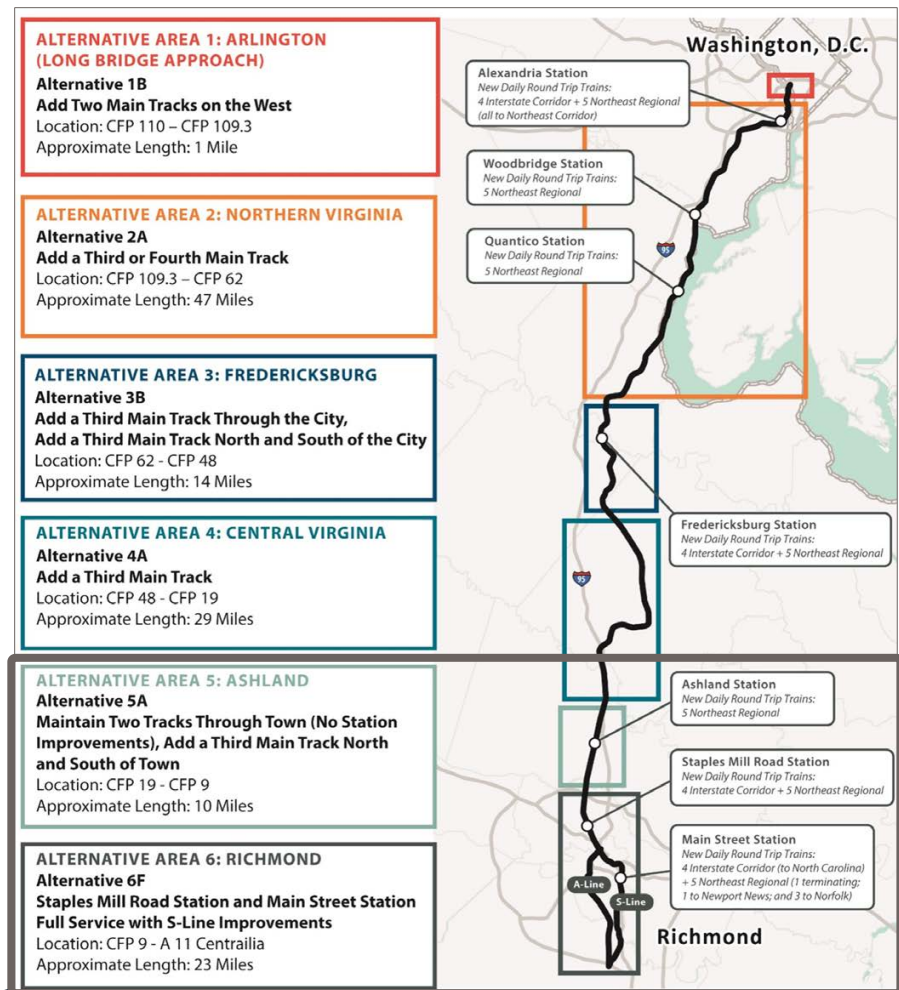 ALTERNATIVE AREA 1: ARLINGTON
(LONG BRIDGE APPROACH)
Alternative 1B
Add Two Main Tracks on the West
Location: CFP 110 – CFP 109.3
Approximate Length: 1 Mile
ALTERNATIVE AREA 2: NORTHERN VIRGINIA
Alternative 2A
Add a Third or Fourth Main Track
Location: CFP 109.3 – CFP 62
Approximate Length: 47 Miles
ALTERNATIVE AREA 3: FREDERICKSBURG
Alternative 3B
Add a Third Main Track Through the City,
Add a Third Main Track North and South of the City
Location: CFP 62 - CFP 48
Approximate Length: 14 Miles
ALTERNATIVE AREA 4: CENTRAL VIRGINIA
Alternative 4A
Add a Third Main Track
Location: CFP 48 - CFP 19
Approximate Length: 29 Miles
ALTERNATIVE AREA 5: ASHLAND
Alternative 5A
Maintain Two Tracks Through Town (No Station
Improvements), Add a Third Main Track North
and South of Town
Location: CFP 19 - CFP 9
Approximate Length: 10 Miles
ALTERNATIVE AREA 6: RICHMOND
Alternative 6F
Staples Mill Road Station and Main Street Station
Full Service with S-Line Improvements
Location: CFP 9 - A 11 Centrailia
Approximate Length: 23 Miles
Washington, D.C.
Alexandria Station
New Daily Round Trip Trains:
4 Interstate Corridor + 5 Northeast Regional
(all to Northeast Corridor)
Woodbridge Station
New Daily Round Trip Trains:
5 Northeast Regional
Quantico Station
New Daily Round Trip Trains:
5 Northeast Regional
95
Fredericksburg Station
New Daily Round Trip Trains:
4 Interstate Corridor + 5 Northeast Regional
95
Ashland Station
New Daily Round Trip Trains:
5 Northeast Regional
Staples Mill Road Station
New Daily Round Trip Trains:
4 Interstate Corridor + 5 Northeast Regional
Main Street Station
New Daily Round Trip Trains:
4 Interstate Corridor (to North Carolina)
+ 5 Northeast Regional (1 terminating;
1 to Newport News; and 3 to Norfolk)
A-Line
S-Line
Richmond